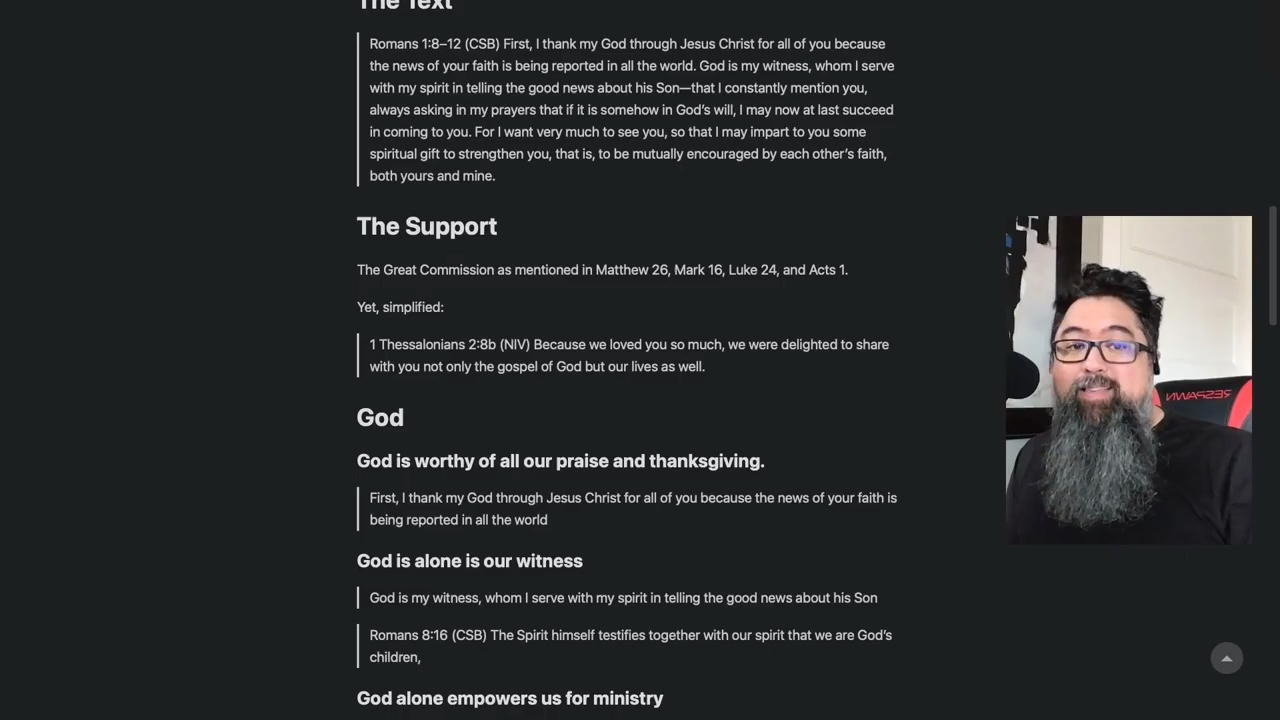 The Text
Romans 1:8–12 (CSB) First, I thank my God through Jesus Christ for all of you because
the news of your faith is being reported in all the world. God is my witness, whom I serve
with my spirit in telling the good news about his Son—that I constantly mention you,
always asking in my prayers that if it is somehow in God’s will, I may now at last succeed
in coming to you. For I want very much to see you, so that I may impart to you some
spiritual gift to strengthen you, that is, to be mutually encouraged by each other’s faith,
both yours and mine.
The Support
The Great Commission as mentioned in Matthew 26, Mark 16, Luke 24, and Acts 1.
Yet, simplified:
1 Thessalonians 2:8b (NIV) Because we loved you so much, we were delighted to share
with you not only the gospel of God but our lives as well.
God
God is worthy of all our praise and thanksgiving.
First, I thank my God through Jesus Christ for all of you because the news of your faith is
being reported in all the world
God is alone is our witness
God is my witness, whom I serve with my spirit in telling the good news about his Son
Romans 8:16 (CSB) The Spirit himself testifies together with our spirit that we are God’s
children,
God alone empowers us for ministry
RESPAWN